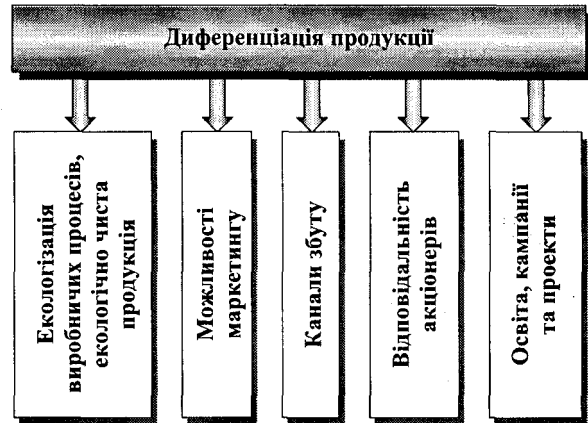 Диференціація продукції
Екологізація
виробничих процесів,
екологічно чиста
продукція
Можливості
маркетингу
Канали збуту
Відповідальність
акціонерів
Освіта, кампанії
та проекти